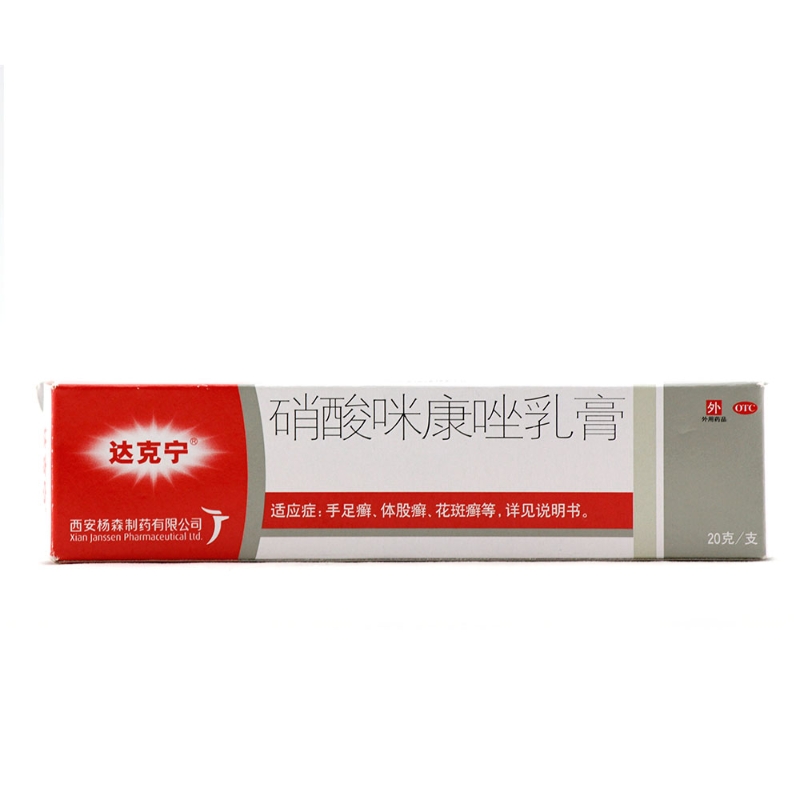 达克宁®
西安杨森制药有限公司
Xian Janssen Pharmaceutical Ltd.
硝酸咪康唑乳膏
适应症：手足癣、体股癣、花斑癣等，详见说明书。
外
外用药品
OTC
20克/支